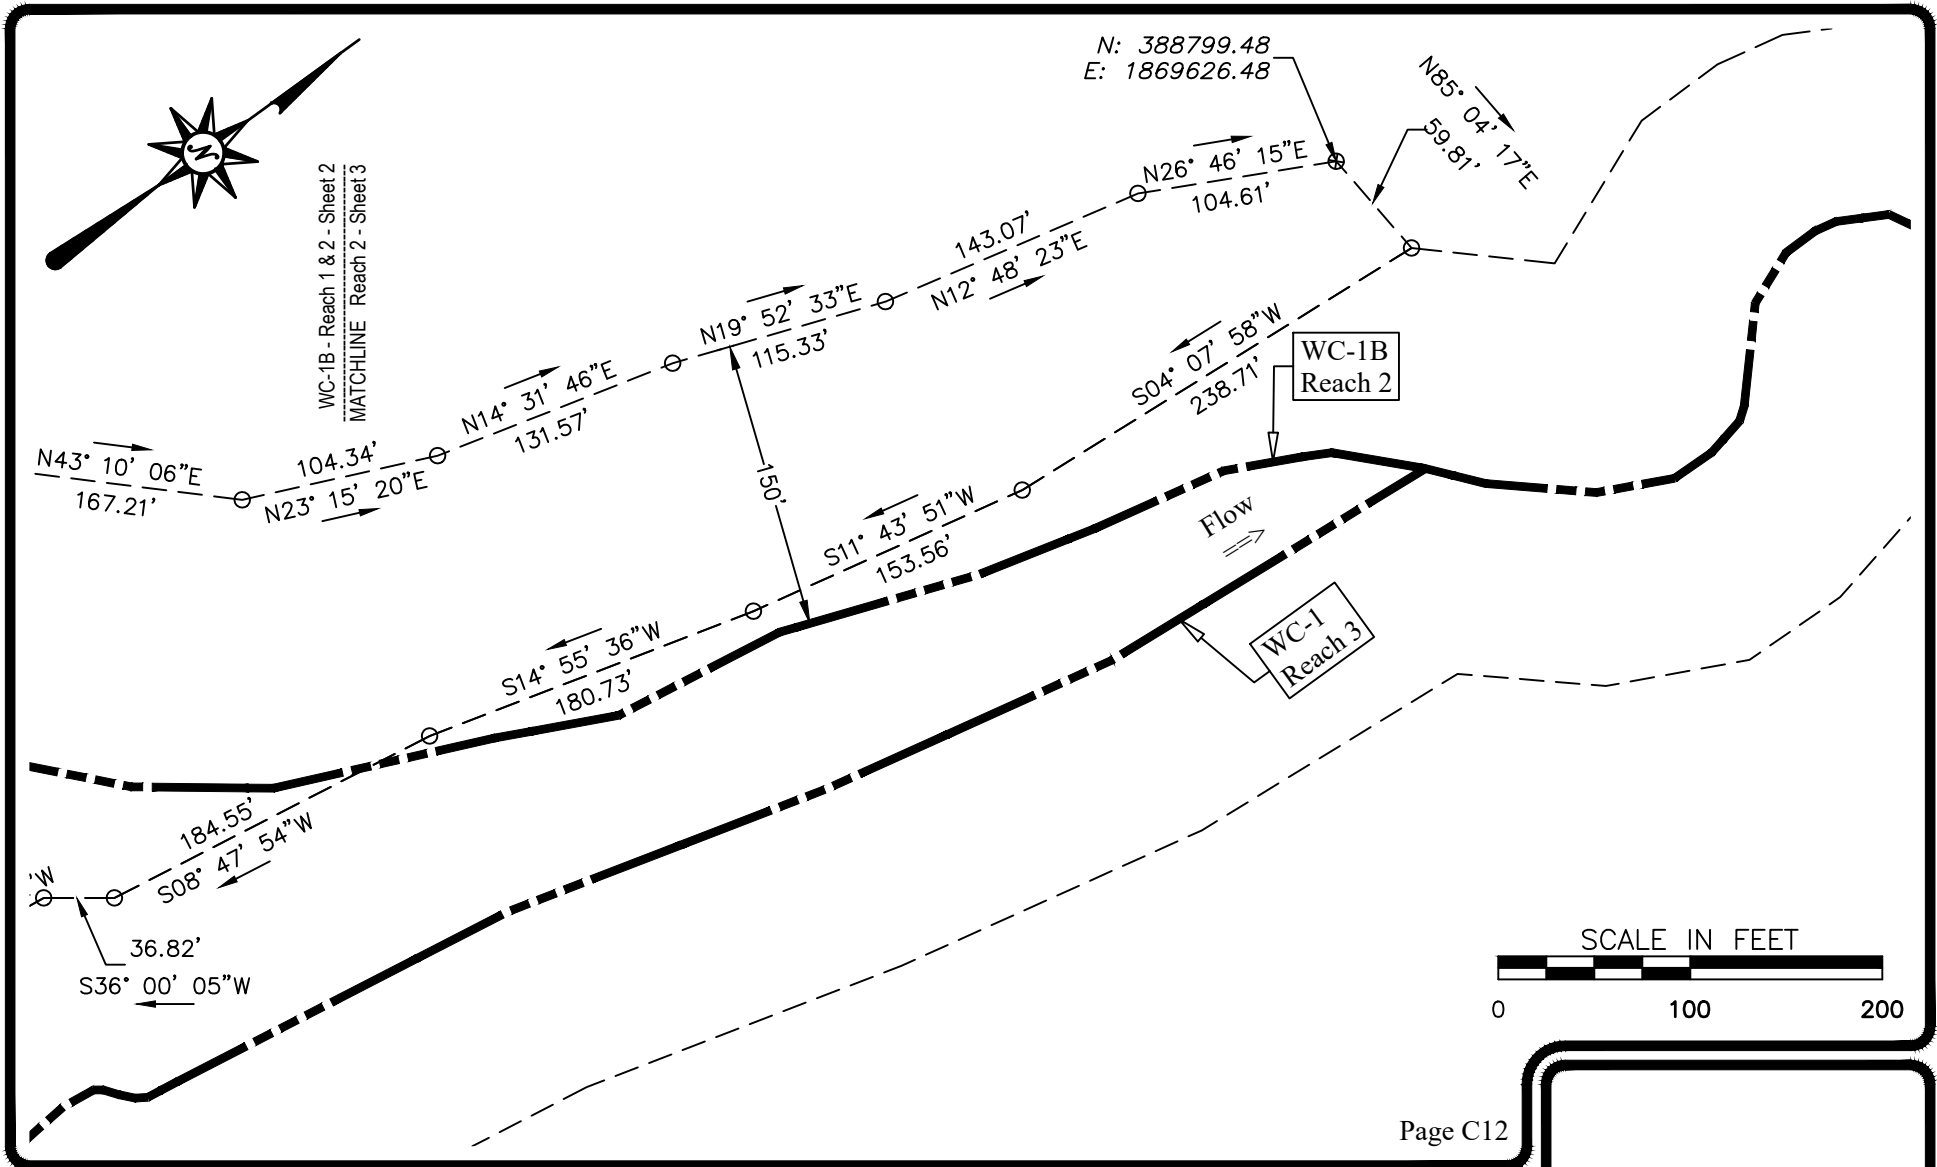 N: 388799.48
E: 1869626.48
N85° 04' 17"E
59.81'
N
WC-1B - Reach 1 & 2 - Sheet 2
MATCHLINE Reach 2 - Sheet 3
N26° 46' 15"E
104.61'
143.07'
N12° 48' 23"E
N19° 52' 33"E
115.33'
N14° 31' 46"E
131.57'
104.34'
N23° 15' 20"E
N43° 10' 06"E
167.21'
150'
S04° 07' 58"W
238.71'
WC-1B
Reach 2
S11° 43' 51"W
153.56'
Flow
WC-1
Reach 3
S14° 55' 36"W
180.73'
184.55'
S08° 47' 54"W
'W
36.82'
S36° 00' 05"W
SCALE IN FEET
0 100 200
Page C12